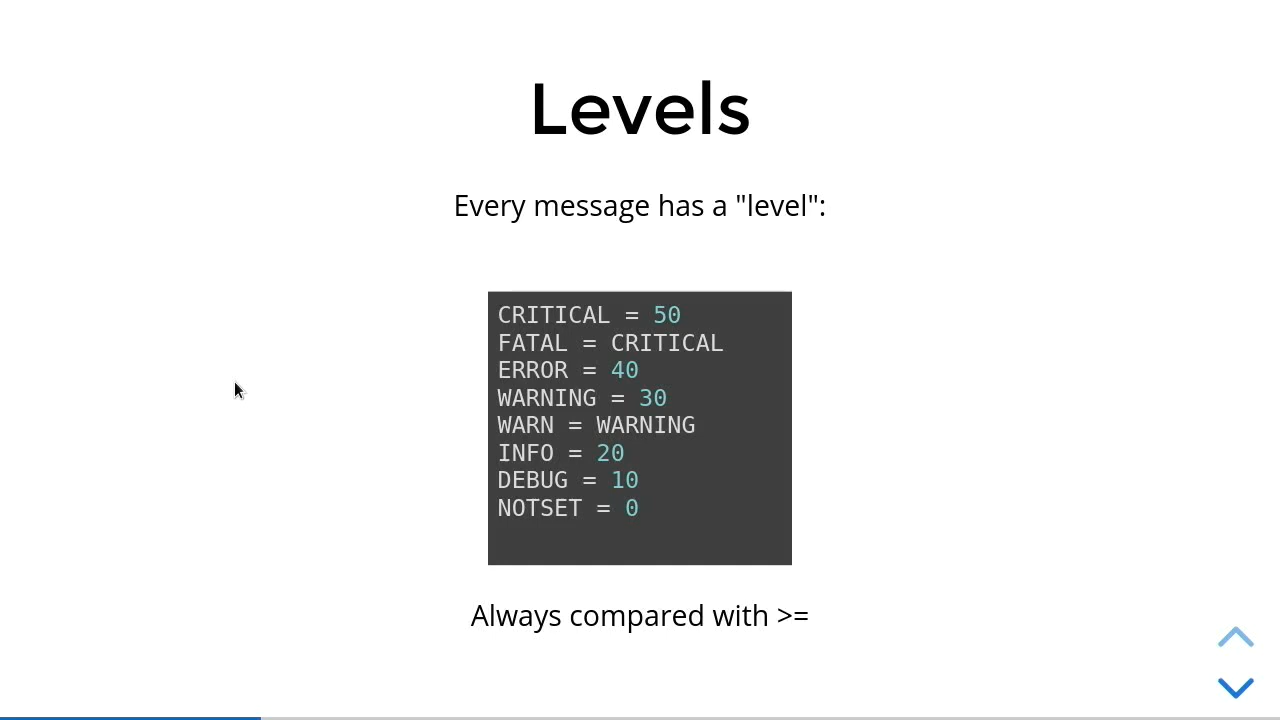 Levels
Every message has a "level":
CRITICAL = 50
FATAL = CRITICAL
ERROR = 40
WARNING = 30
WARN = WARNING
INFO = 20
DEBUG = 10
NOTSET = 0
Always compared with >=